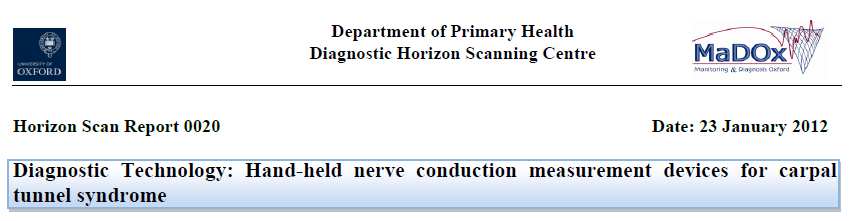 Department of Primary Health
Diagnostic Horizon Scanning Centre
UNIVERSITY OF
OXFORD
MaDOx
Monitoring & Diagnosis Oxford
Horizon Scan Report 0020
Date: 23 January 2012
Diagnostic Technology: Hand-held nerve conduction measurement devices for carpal
tunnel syndrome